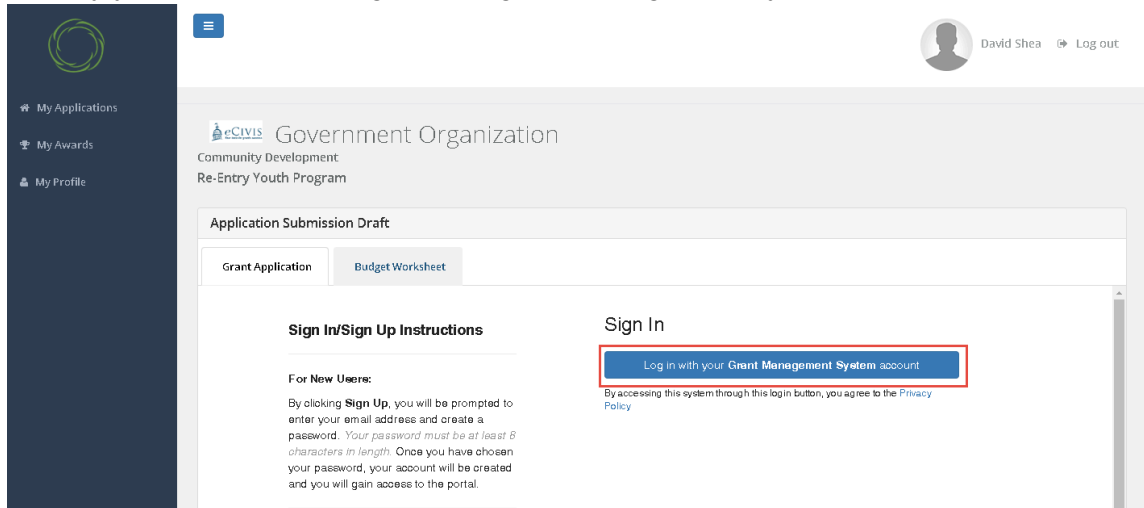 David Shea Log out
My Applications
My Awards
My Profile
eCIVIS Government Organization
Community Development
Re-Entry Youth Program
Application Submission Draft
Grant Application Budget Worksheet
Sign In/Sign Up Instructions
For New Users:
By clicking Sign Up, you will be prompted to
enter your email address and create a
password. Your password must be at least 8
characters in length. Once you have chosen
your password, your account will be created
and you will gain access to the portal.
Sign In
Log in with your Grant Management System account
By accessing this system through this login button, you agree to the Privacy
Policy